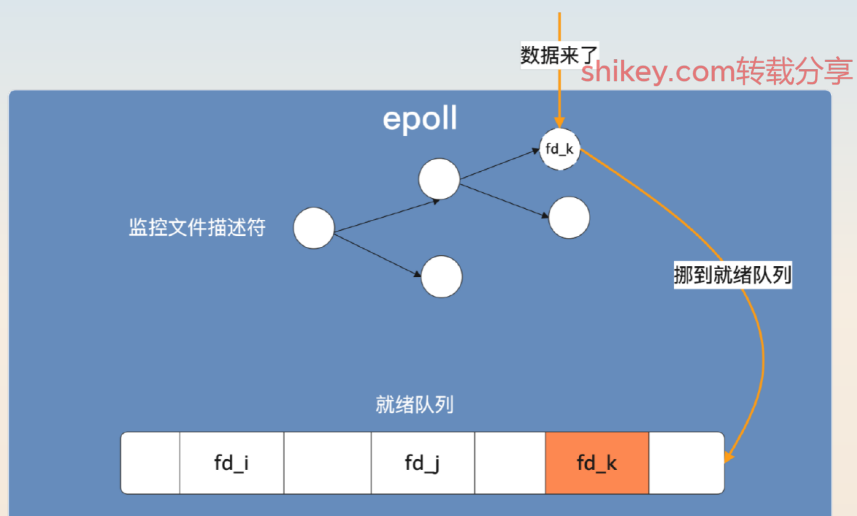 数据来了
shikey.com转载分享
epoll
fd_k
监控文件描述符
挪到就绪队列
就绪队列
fd_i
fd_j
fd_k